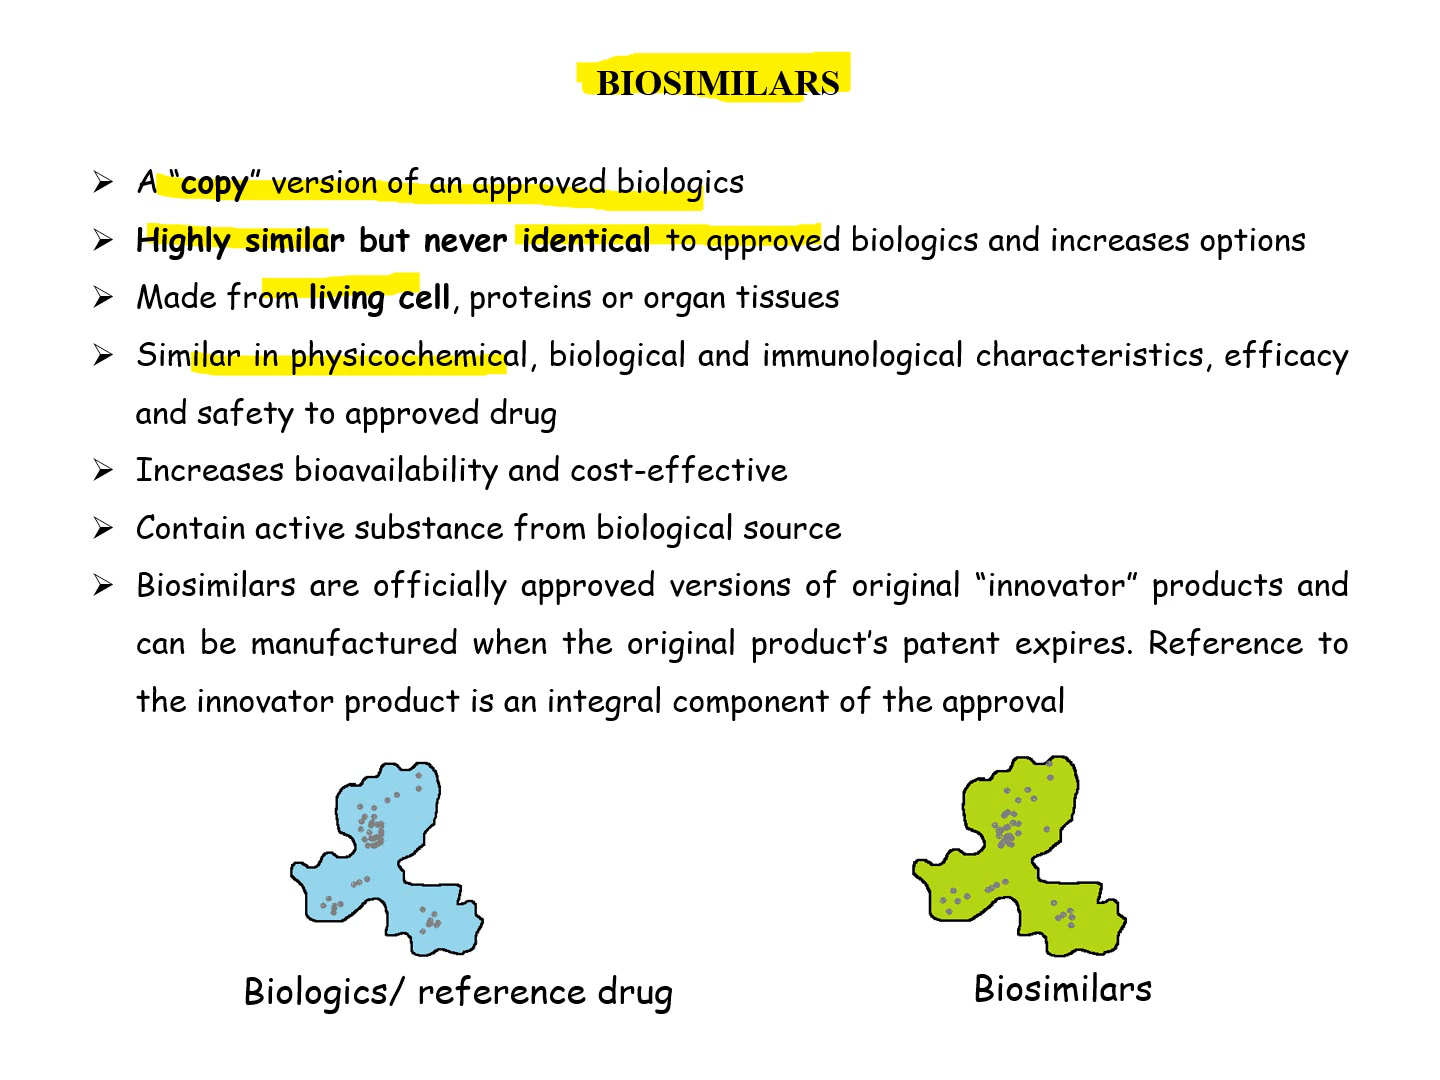 BIOSIMILARS
➢ A “copy” version of an approved biologics
➢ Highly similar but never identical to approved biologics and increases options
➢ Made from living cell, proteins or organ tissues
➢ Similar in physicochemical, biological and immunological characteristics, efficacy
and safety to approved drug
➢ Increases bioavailability and cost-effective
➢ Contain active substance from biological source
➢ Biosimilars are officially approved versions of original “innovator” products and
can be manufactured when the original product’s patent expires. Reference to
the innovator product is an integral component of the approval
Biologics/ reference drug
Biosimilars